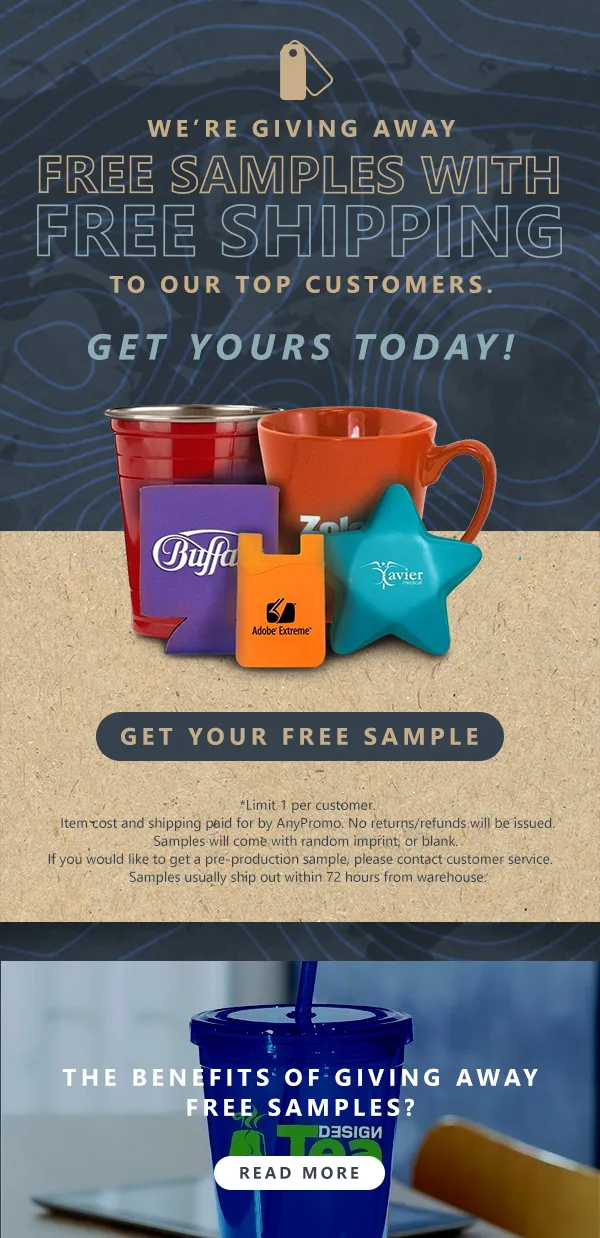 WE'RE GIVING AWAY
FREE SAMPLES WITH
FREE SHIPPING
TO OUR TOP CUSTOMERS.
GET YOURS TODAY!
Zol
Buffa
Adobe® Extreme™
Xavier
medical
GET YOUR FREE SAMPLE
*Limit 1 per customer.
Item cost and shipping paid for by AnyPromo. No returns/refunds will be issued.
Samples will come with random imprint, or blank.
If you would like to get a pre-production sample, please contact customer service.
Samples usually ship out within 72 hours from warehouse.
THE BENEFITS OF GIVING AWAY
FREE SAMPLES?
DESIGN
Tea
READ MORE